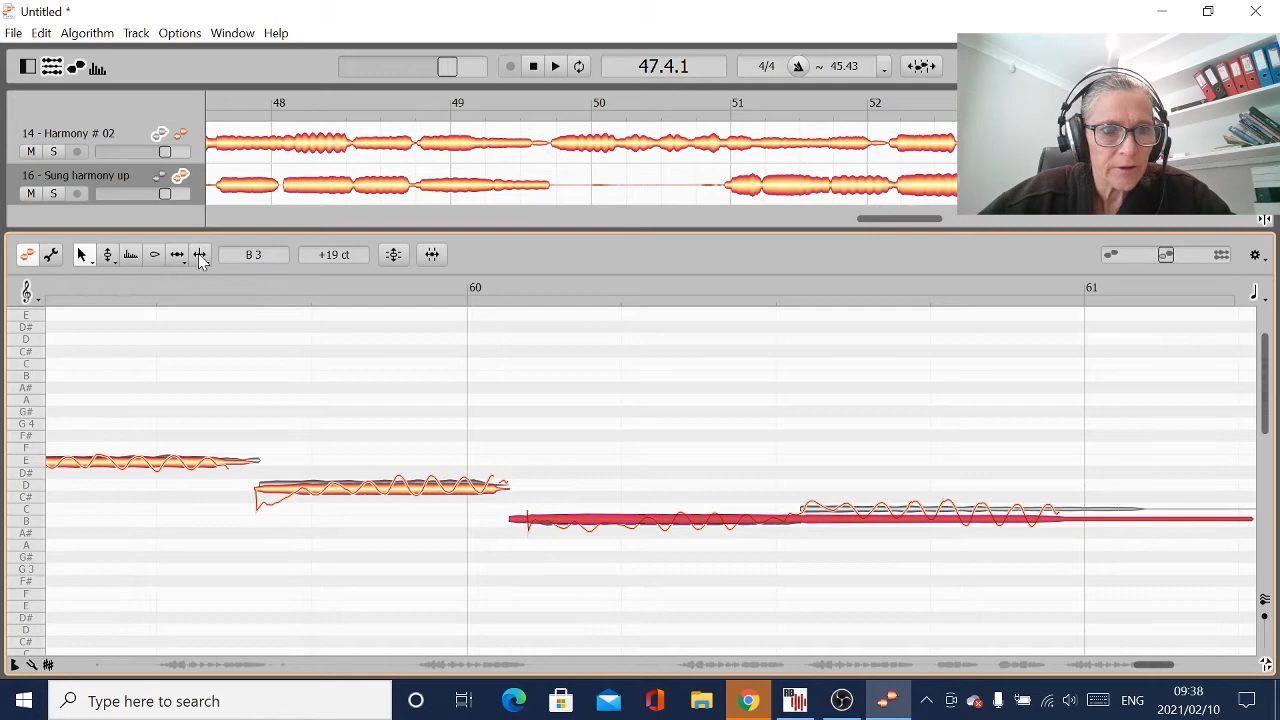 Untitled *
File Edit Algorithm Track Options Window Help
47.4.1 4/4 ~ 45.43
48 49 50 51 52
14 - Harmony # 02
M S
16 - Sung harmony up
M S
B 3 +19 ct
60 61
E
D#
D
C#
C
B
A#
A
G#
G 4
F#
F
E
D#
D
C#
C
B
A#
A
G#
G 3
F#
F
E
D#
D
C#
C
Type here to search
RB
ENG
09:38
2021/02/10